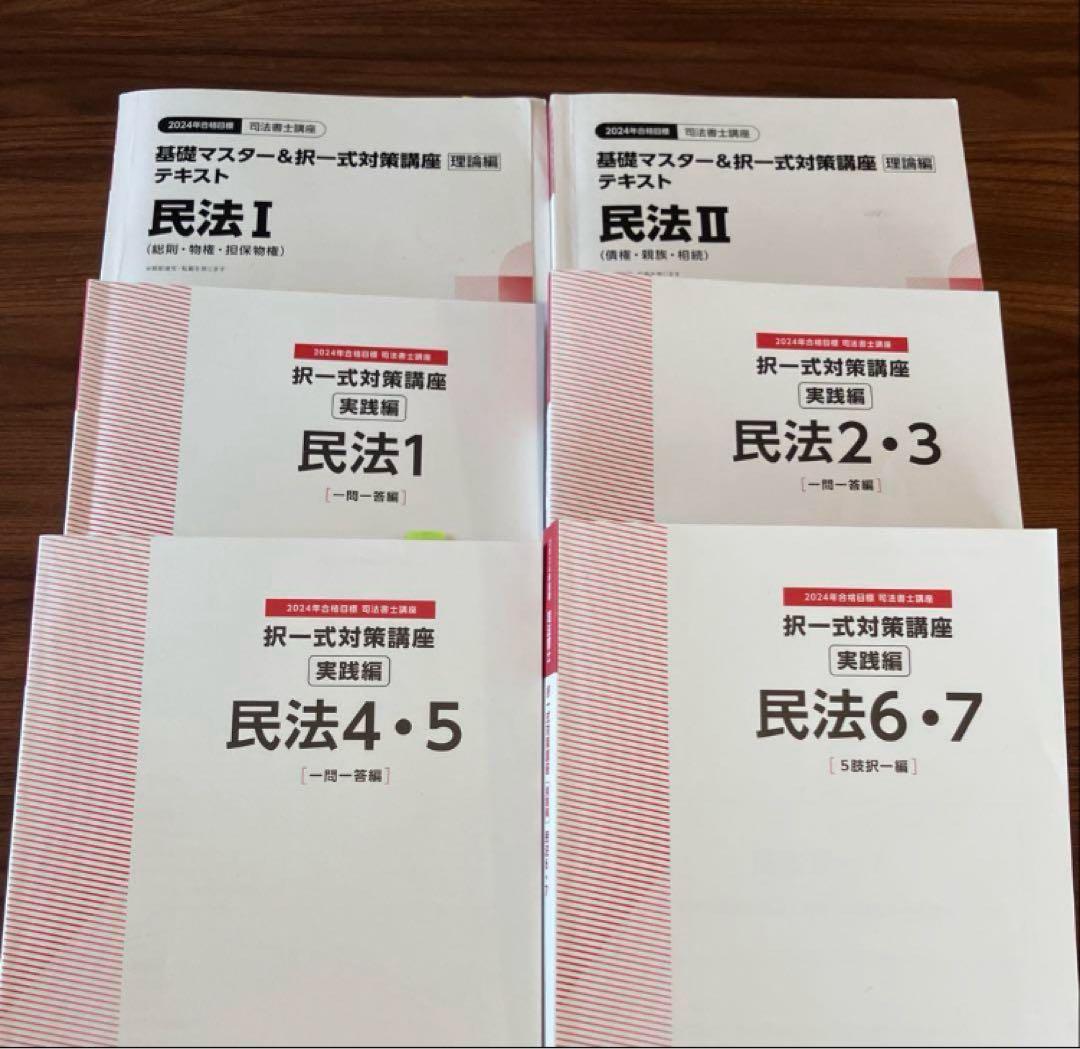 2024年合格目標 司法書士講座
基礎マスター&択一式対策講座 理論編
テキスト
民法Ⅰ
(総則・物権・担保物権)
2024年合格目標 司法書士講座
基礎マスター&択一式対策講座 理論編
テキスト
民法Ⅱ
(債権・親族・相続)
2024年合格目標 司法書士講座
択一式対策講座
実践編
民法1
[一問一答編]
2024年合格目標 司法書士講座
択一式対策講座
実践編
民法2・3
[一問一答編]
2024年合格目標 司法書士講座
択一式対策講座
実践編
民法4・5
[一問一答編]
2024年合格目標 司法書士講座
択一式対策講座
実践編
民法6・7
[5肢択一編]